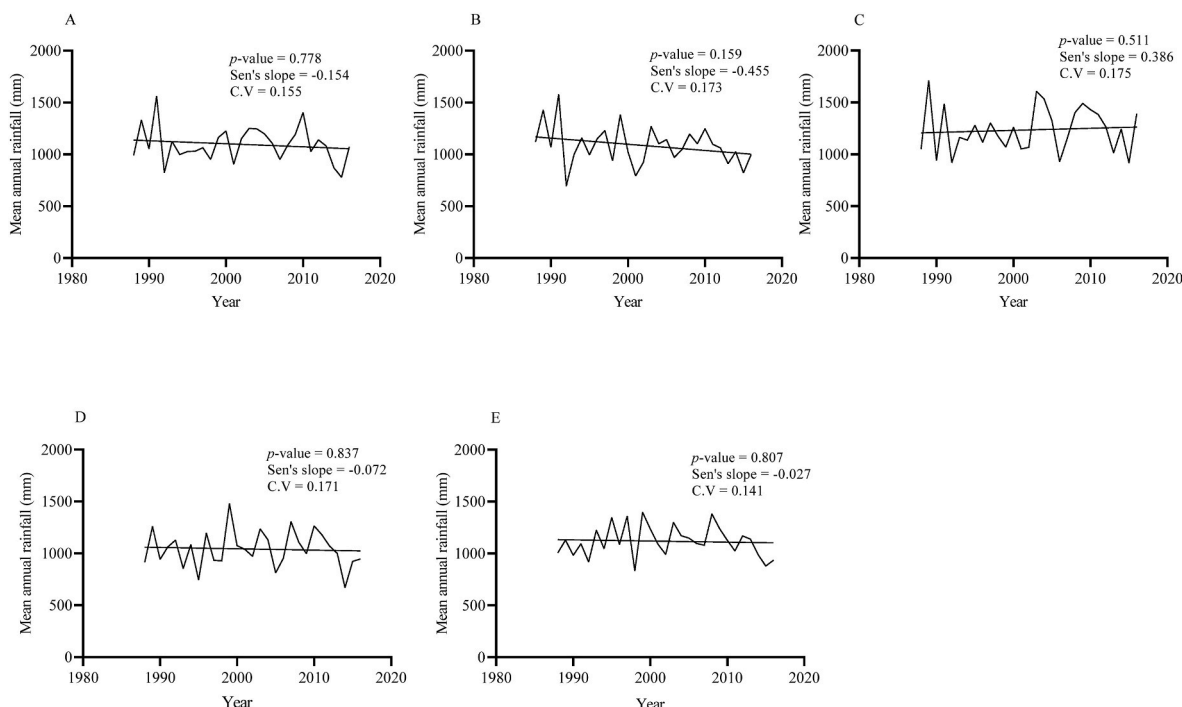 A
p-value = 0.778
Sen's slope = -0.154
C.V = 0.155
Mean annual rainfall (mm)
2000
1500
1000
500
0
1980
1990
2000
2010
2020
Year
B
p-value = 0.159
Sen's slope = -0.455
C.V = 0.173
Mean annual rainfall (mm)
2000
1500
1000
500
0
1980
1990
2000
2010
2020
Year
C
p-value = 0.511
Sen's slope = 0.386
C.V = 0.175
Mean annual rainfall (mm)
2000
1500
1000
500
0
1980
1990
2000
2010
2020
Year
D
p-value = 0.837
Sen's slope = -0.072
C.V = 0.171
Mean annual rainfall (mm)
2000
1500
1000
500
0
1980
1990
2000
2010
2020
Year
E
p-value = 0.807
Sen's slope = -0.027
C.V = 0.141
Mean annual rainfall (mm)
2000
1500
1000
500
0
1980
1990
2000
2010
2020
Year